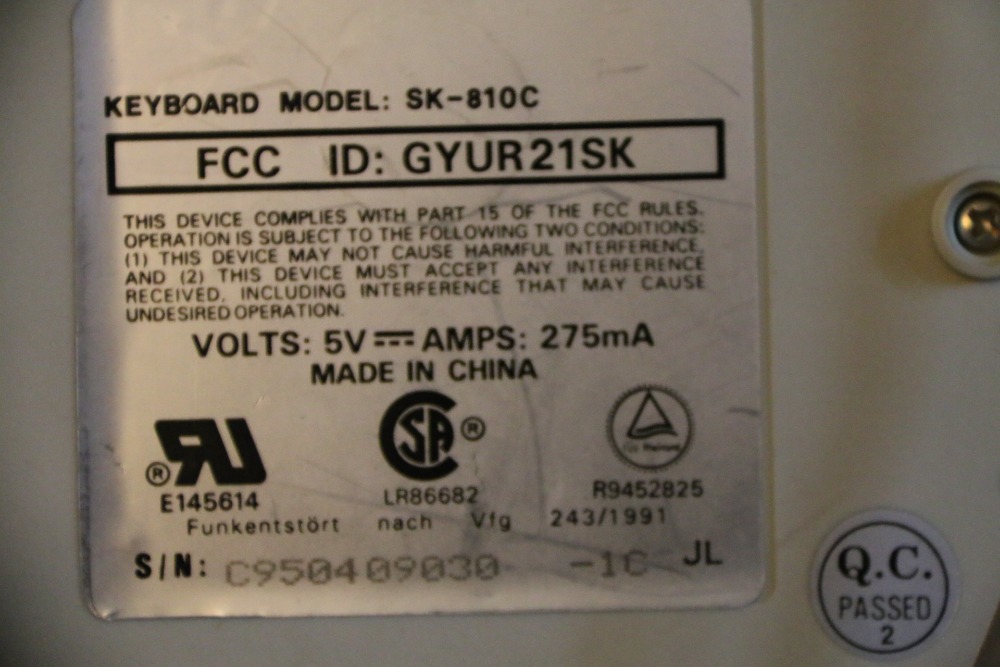 KEYBOARD MODEL: SK-810C
FCC ID: GYUR21SK
THIS DEVICE COMPLIES WITH PART 15 OF THE FCC RULES.
OPERATION IS SUBJECT TO THE FOLLOWING TWO CONDITIONS:
(1) THIS DEVICE MAY NOT CAUSE HARMFUL INTERFERENCE,
AND (2) THIS DEVICE MUST ACCEPT ANY INTERFERENCE
RECEIVED, INCLUDING INTERFERENCE THAT MAY CAUSE
UNDESIRED OPERATION.
VOLTS: 5V AMPS: 275mA
MADE IN CHINA
RU ®
SA ®
E145614 LR86682 R9452825
Funkentstört nach Vfg 243/1991
S/N: C950409030 -1C JL
Q.C.
PASSED
2